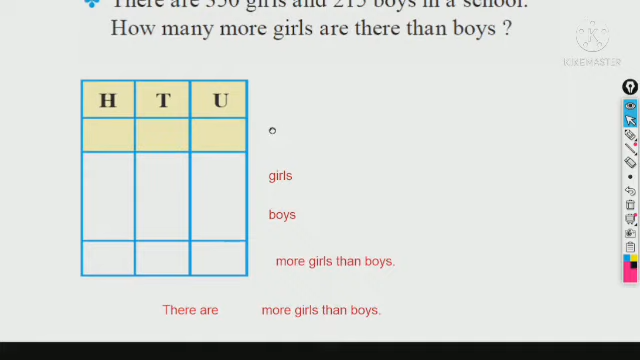 There are 350 girls and 215 boys in a school.
How many more girls are there than boys ?
KINEMASTER
H T U
girls
boys
more girls than boys.
There are more girls than boys.